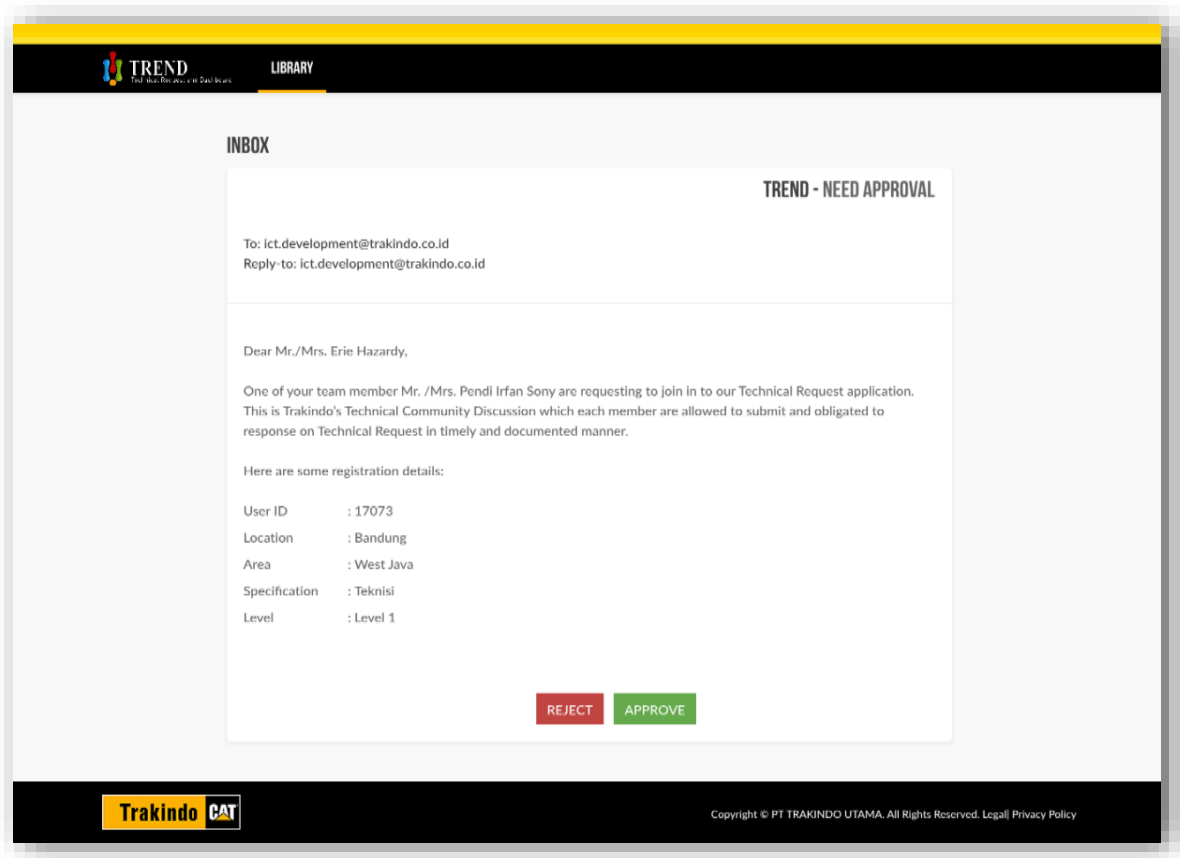 TREND
LIBRARY
INBOX
TREND - NEED APPROVAL
To: ict.development@trakindo.co.id
Reply-to: ict.development@trakindo.co.id
Dear Mr./Mrs. Erie Hazardy,
One of your team member Mr. /Mrs. Pendi Irfan Sony are requesting to join in to our Technical Request application.
This is Trakindo's Technical Community Discussion which each member are allowed to submit and obligated to
response on Technical Request in timely and documented manner.
Here are some registration details:
User ID : 17073
Location : Bandung
Area : West Java
Specification : Teknisi
Level : Level 1
REJECT APPROVE
Trakindo CAT
Copyright © PT TRAKINDO UTAMA. All Rights Reserved. Legal| Privacy Policy